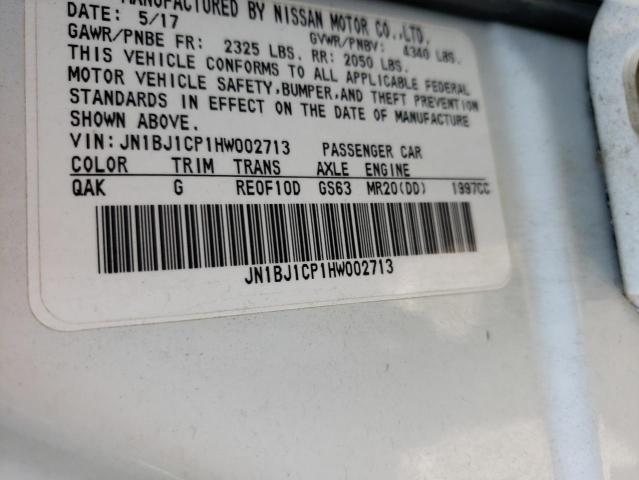 MANUFACTURED BY NISSAN MOTOR CO.,LTD.
DATE: 5/17 GVWR/PNBV: 4340 LBS.
GAWR/PNBE FR: 2325 LBS. RR: 2050 LBS.
THIS VEHICLE CONFORMS TO ALL APPLICABLE FEDERAL
MOTOR VEHICLE SAFETY,BUMPER,AND THEFT PREVENTION
STANDARDS IN EFFECT ON THE DATE OF MANUFACTURE
SHOWN ABOVE.
VIN:JN1BJ1CP1HW002713 PASSENGER CAR
COLOR TRIM TRANS AXLE ENGINE
QAK G RE0F10D GS63 MR20(DD) 1997CC
JN1BJ1CP1HW002713